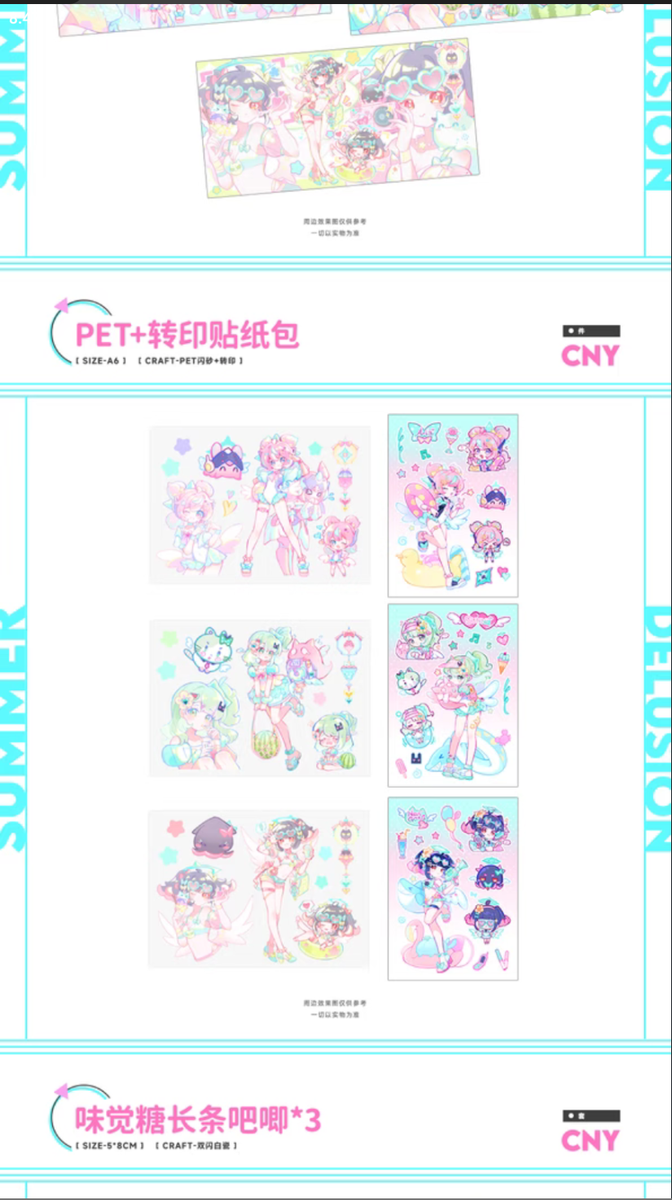 SUMM
LUSION
周边效果图仅供参考
一切以实物为准
PET+转印贴纸包
[ SIZE-A6 ] [ CRAFT-PET闪砂+转印 ]
件
CNY
SUMMER
DELUSION
周边效果图仅供参考
一切以实物为准
味觉糖长条吧唧*3
[ SIZE-5*8CM ] [ CRAFT-双闪白瓷 ]
套
CNY